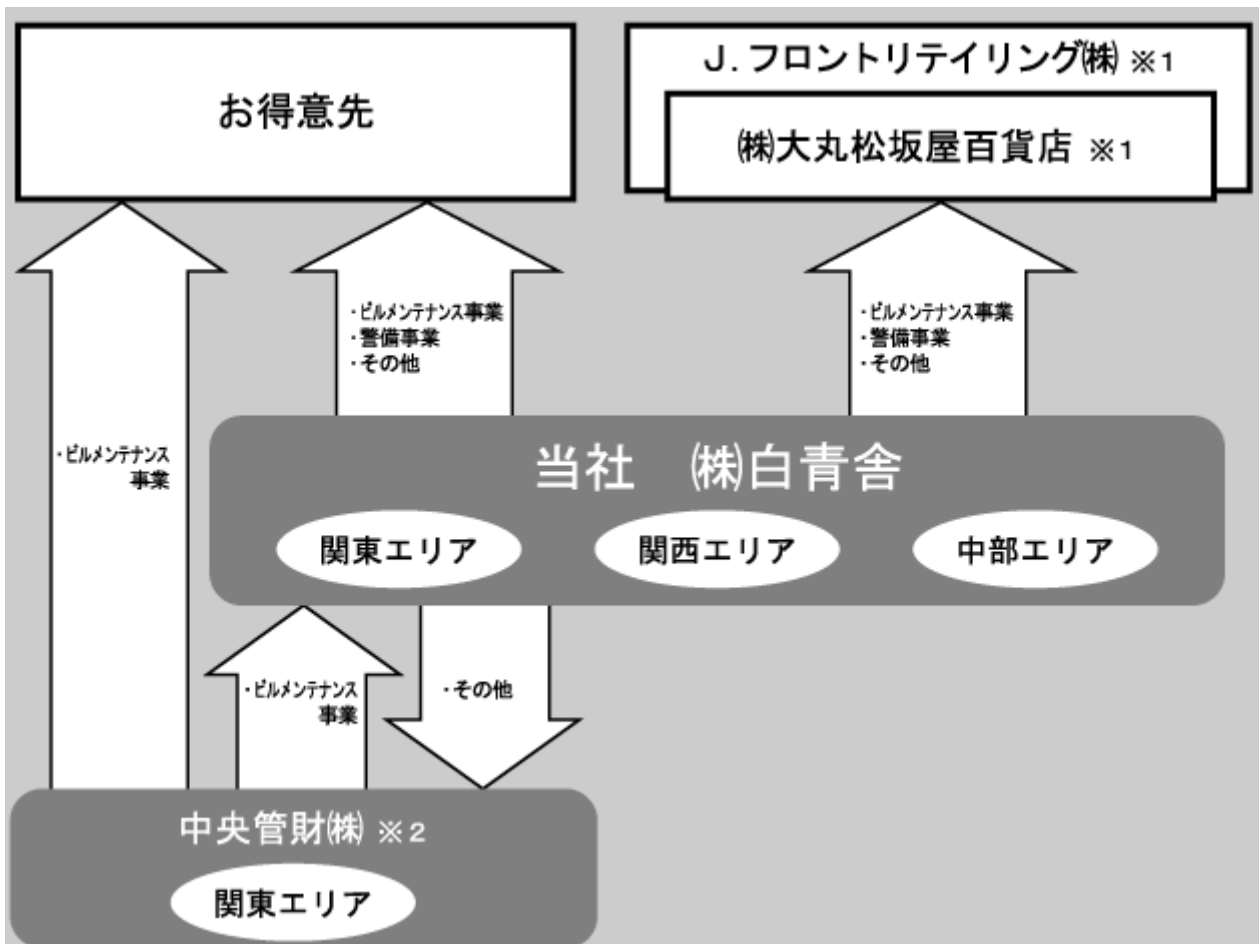 お得意先
J.フロントリテイリング㈱ ※1
㈱大丸松坂屋百貨店 ※1
・ビルメンテナンス事業
・警備事業
・その他
・ビルメンテナンス事業
・警備事業
・その他
・ビルメンテナンス
事業
当社　㈱白青舎
関東エリア
関西エリア
中部エリア
・ビルメンテナンス
事業
・その他
中央管財㈱ ※2
関東エリア